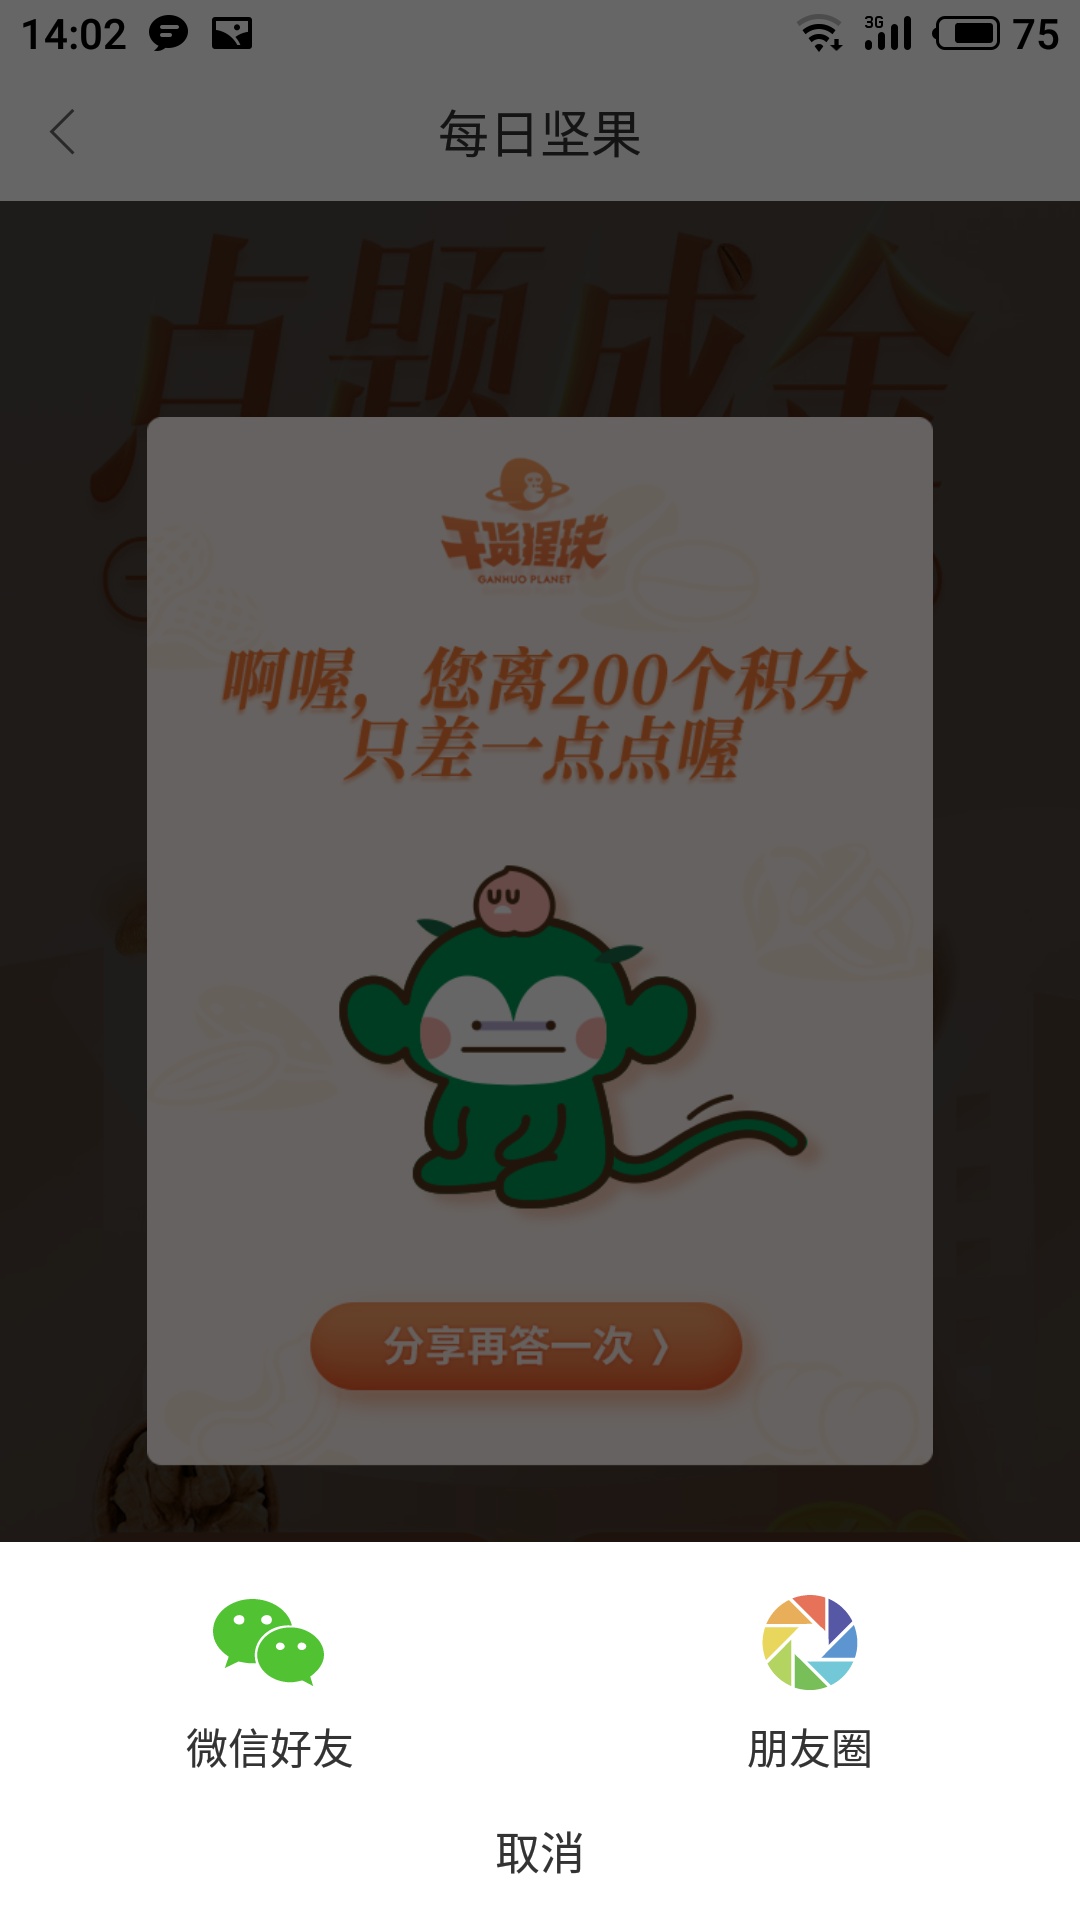 14:02
3G
75
每日坚果
点题成金
干货猩球
GANHUO PLANET
啊喔，您离200个积分
只差一点点喔
分享再答一次 》
微信好友
朋友圈
取消